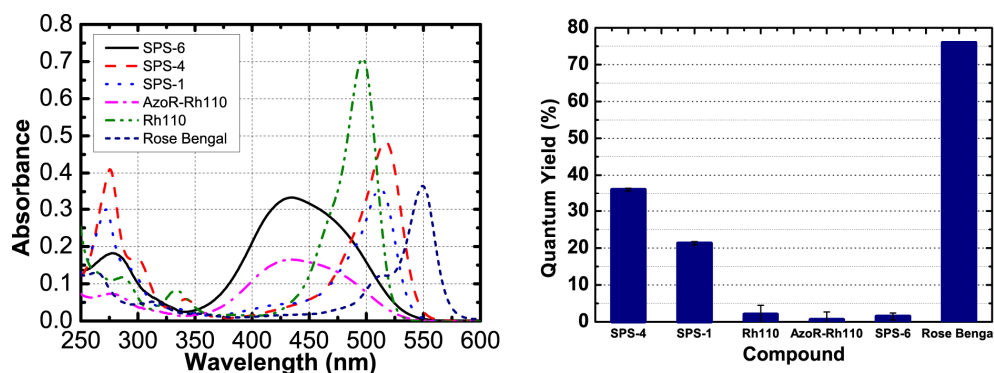 0.8
0.7
0.6
0.5
0.4
0.3
0.2
0.1
0.0
Absorbance
SPS-6
SPS-4
SPS-1
AzoR-Rh110
Rh110
Rose Bengal
250 300 350 400 450 500 550 600
Wavelength (nm)
80
70
60
50
40
30
20
10
0
Quantum Yield (%)
SPS-4 SPS-1 Rh110 AzoR-Rh110 SPS-6 Rose Benga
Compound